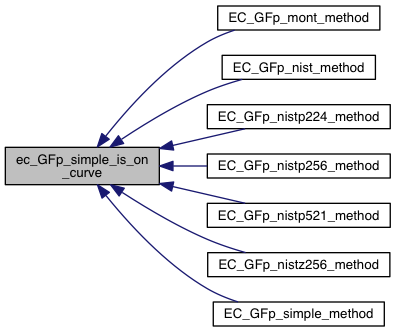 EC_GFp_mont_method
EC_GFp_nist_method
EC_GFp_nistp224_method
ec_GFp_simple_is_on
_curve
EC_GFp_nistp256_method
EC_GFp_nistp521_method
EC_GFp_nistz256_method
EC_GFp_simple_method